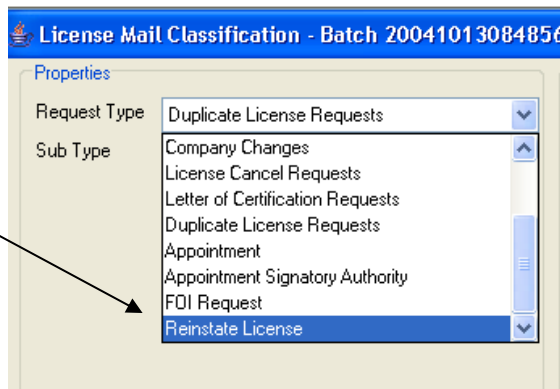 License Mail Classification - Batch 2004101308485
Properties
Request Type Duplicate License Requests
Sub Type
Company Changes
License Cancel Requests
Letter of Certification Requests
Duplicate License Requests
Appointment
Appointment Signatory Authority
FOI Request
Reinstate License